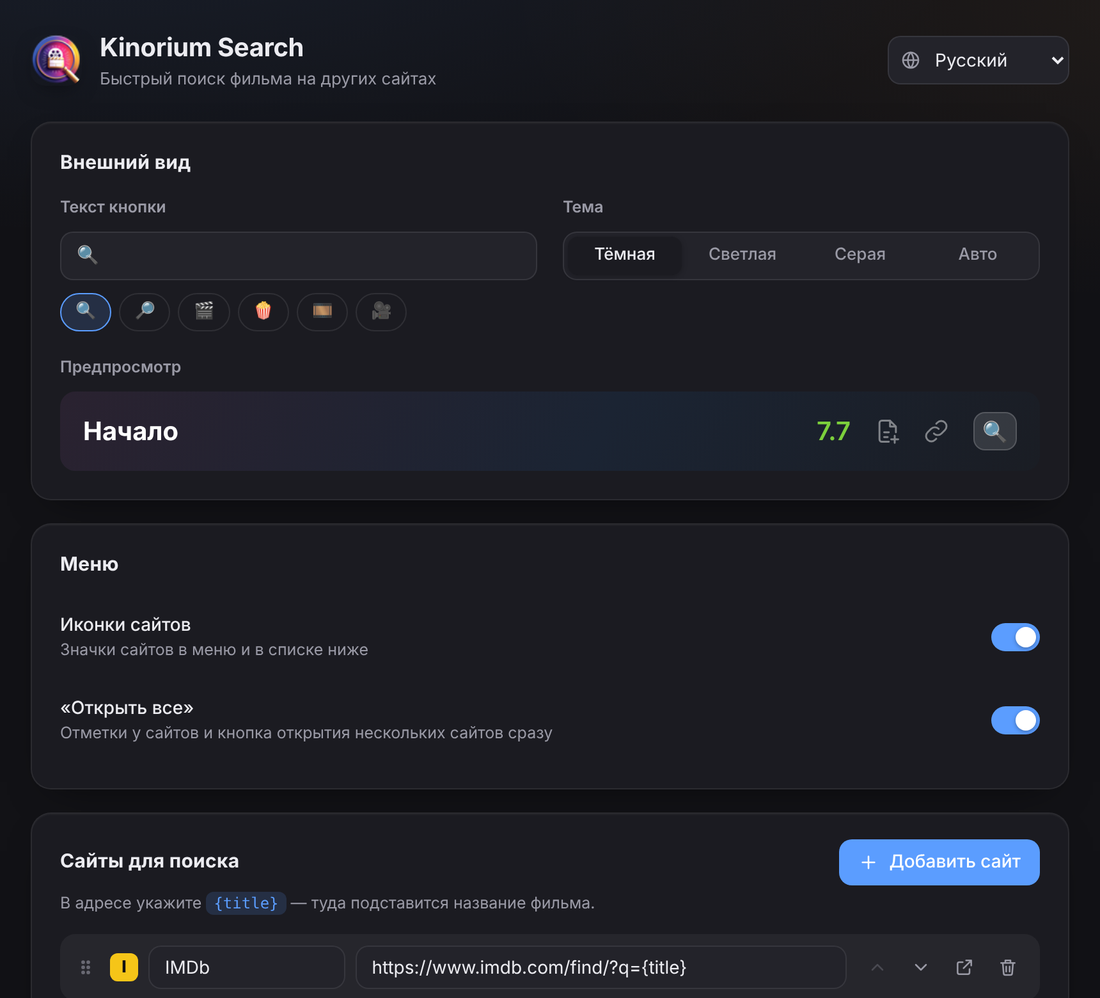 Kinorium Search
Быстрый поиск фильма на других сайтах
Русский
Внешний вид
Текст кнопки
🔍
Тема
Тёмная Светлая Серая Авто
🔍 🔎 🎬 🍿 🎞️ 🎥
Предпросмотр
Начало 7.7 🔍
Меню
Иконки сайтов
Значки сайтов в меню и в списке ниже
«Открыть все»
Отметки у сайтов и кнопка открытия нескольких сайтов сразу
Сайты для поиска
+ Добавить сайт
В адресе укажите {title} — туда подставится название фильма.
I IMDb https://www.imdb.com/find/?q={title}